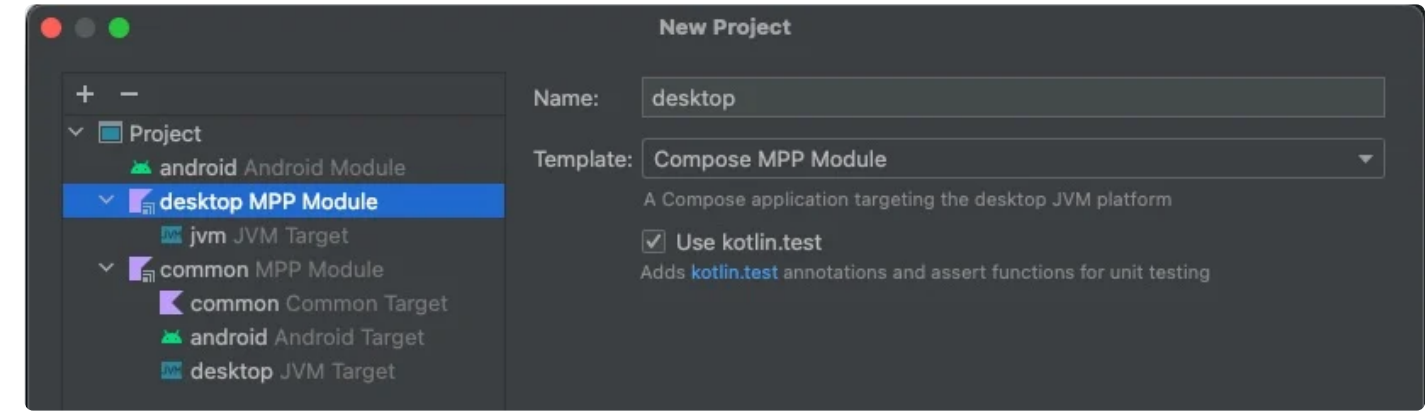 New Project
+ −
Project
android Android Module
desktop MPP Module
jvm JVM Target
common MPP Module
common Common Target
android Android Target
desktop JVM Target
Name: desktop
Template: Compose MPP Module
A Compose application targeting the desktop JVM platform
Use kotlin.test
Adds kotlin.test annotations and assert functions for unit testing